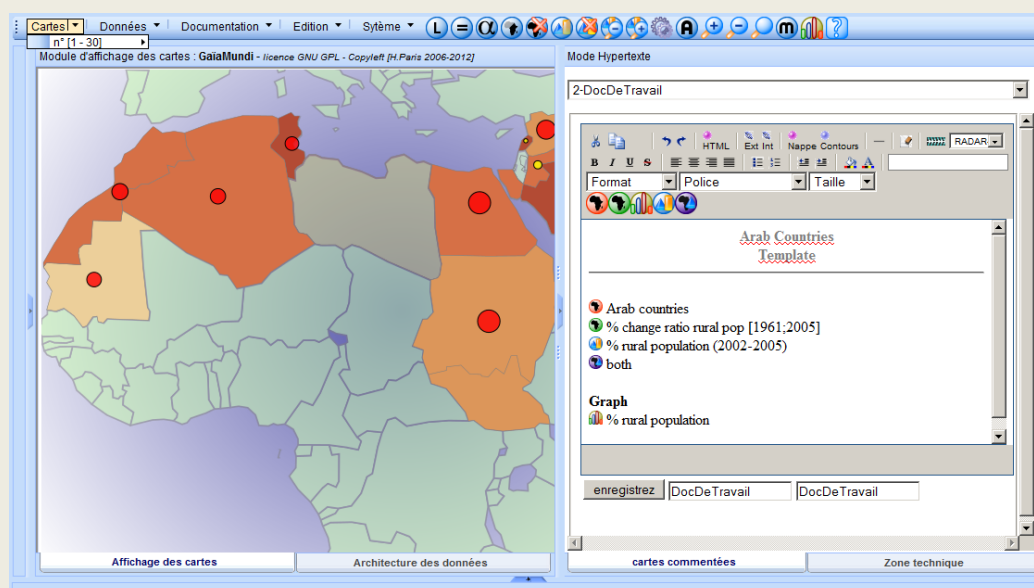 Cartes Données Documentation Edition Sytème L = α A m ?
n° [1 - 30]
Module d'affichage des cartes : GaïaMundi - licence GNU GPL - Copyleft [H.Paris 2006-2012]
Mode Hypertexte
2-DocDeTravail
HTML Ext Int Nappe Contours RADAR
B I U S A
Format Police Taille
Arab Countries
Template
Arab countries
% change ratio rural pop [1961;2005]
% rural population (2002-2005)
both
Graph
% rural population
enregistrez DocDeTravail DocDeTravail
Affichage des cartes Architecture des données cartes commentées Zone technique